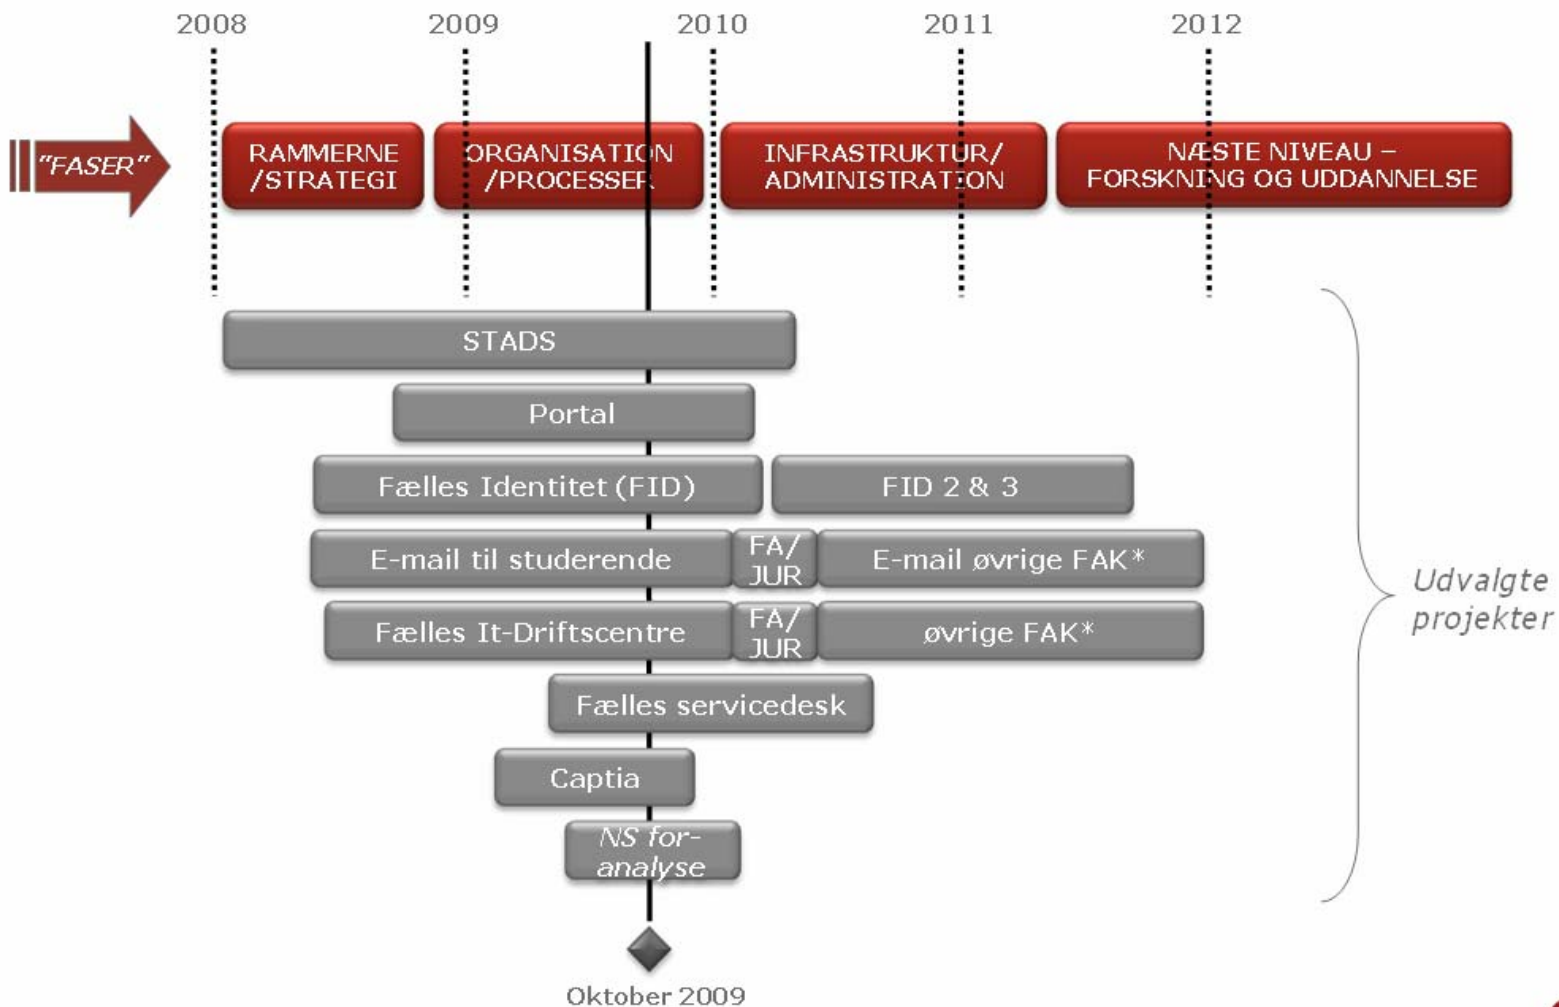 2008 2009 2010 2011 2012
"FASER"
RAMMERNE
/STRATEGI
ORGANISATION
/PROCESSER
INFRASTRUKTUR/
ADMINISTRATION
NÆSTE NIVEAU –
FORSKNING OG UDDANNELSE
STADS
Portal
Fælles Identitet (FID)
FID 2 & 3
E-mail til studerende
FA/
JUR
E-mail øvrige FAK*
Fælles It-Driftscentre
FA/
JUR
øvrige FAK*
Fælles servicedesk
Captia
NS for-
analyse
Udvalgte
projekter
Oktober 2009